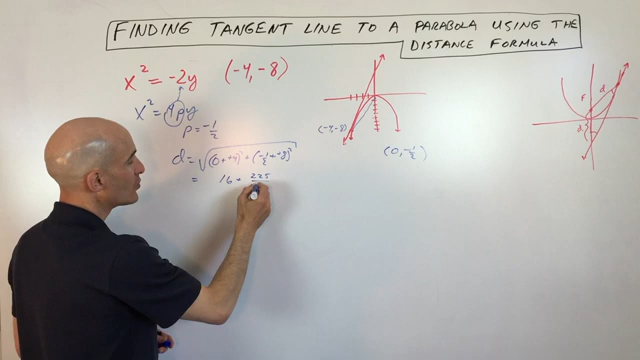 FINDING TANGENT LINE TO A PARABOLA USING THE
DISTANCE FORMULA
x² = -2y (-4,-8)
x² = 4py
p = -1/2
d = √(0++4)² + (-1/2++8)²
= 16 + 225
(-4,-8)
(0,-1/2)
F
d
d